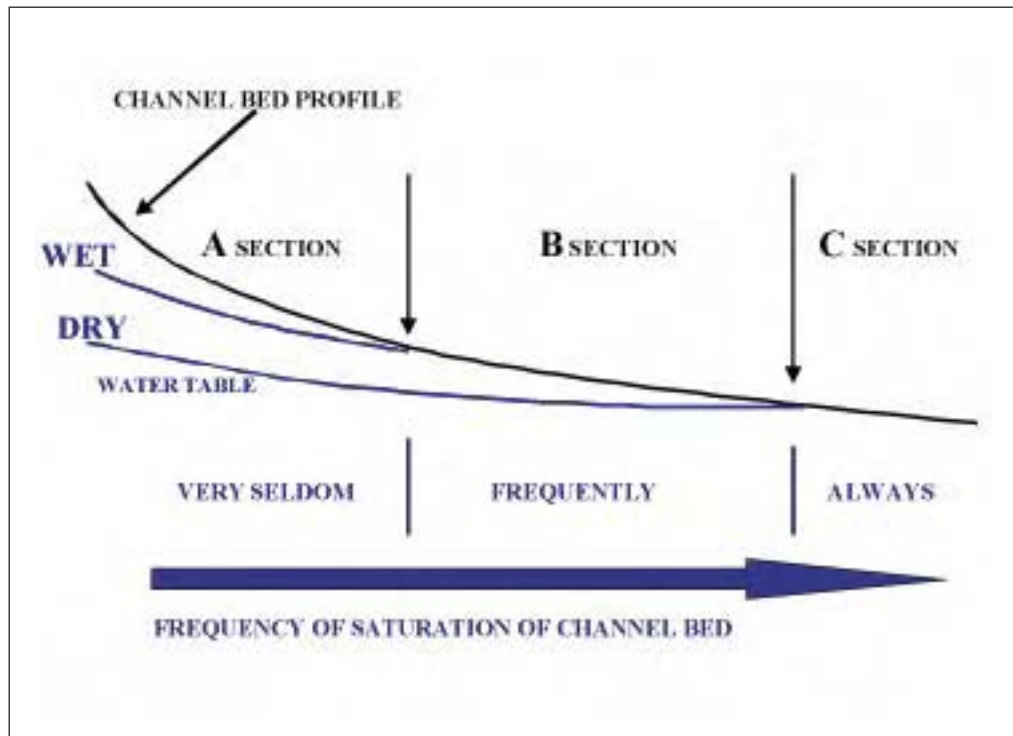 CHANNEL BED PROFILE
A SECTION
B SECTION
C SECTION
WET
DRY
WATER TABLE
VERY SELDOM
FREQUENTLY
ALWAYS
FREQUENCY OF SATURATION OF CHANNEL BED